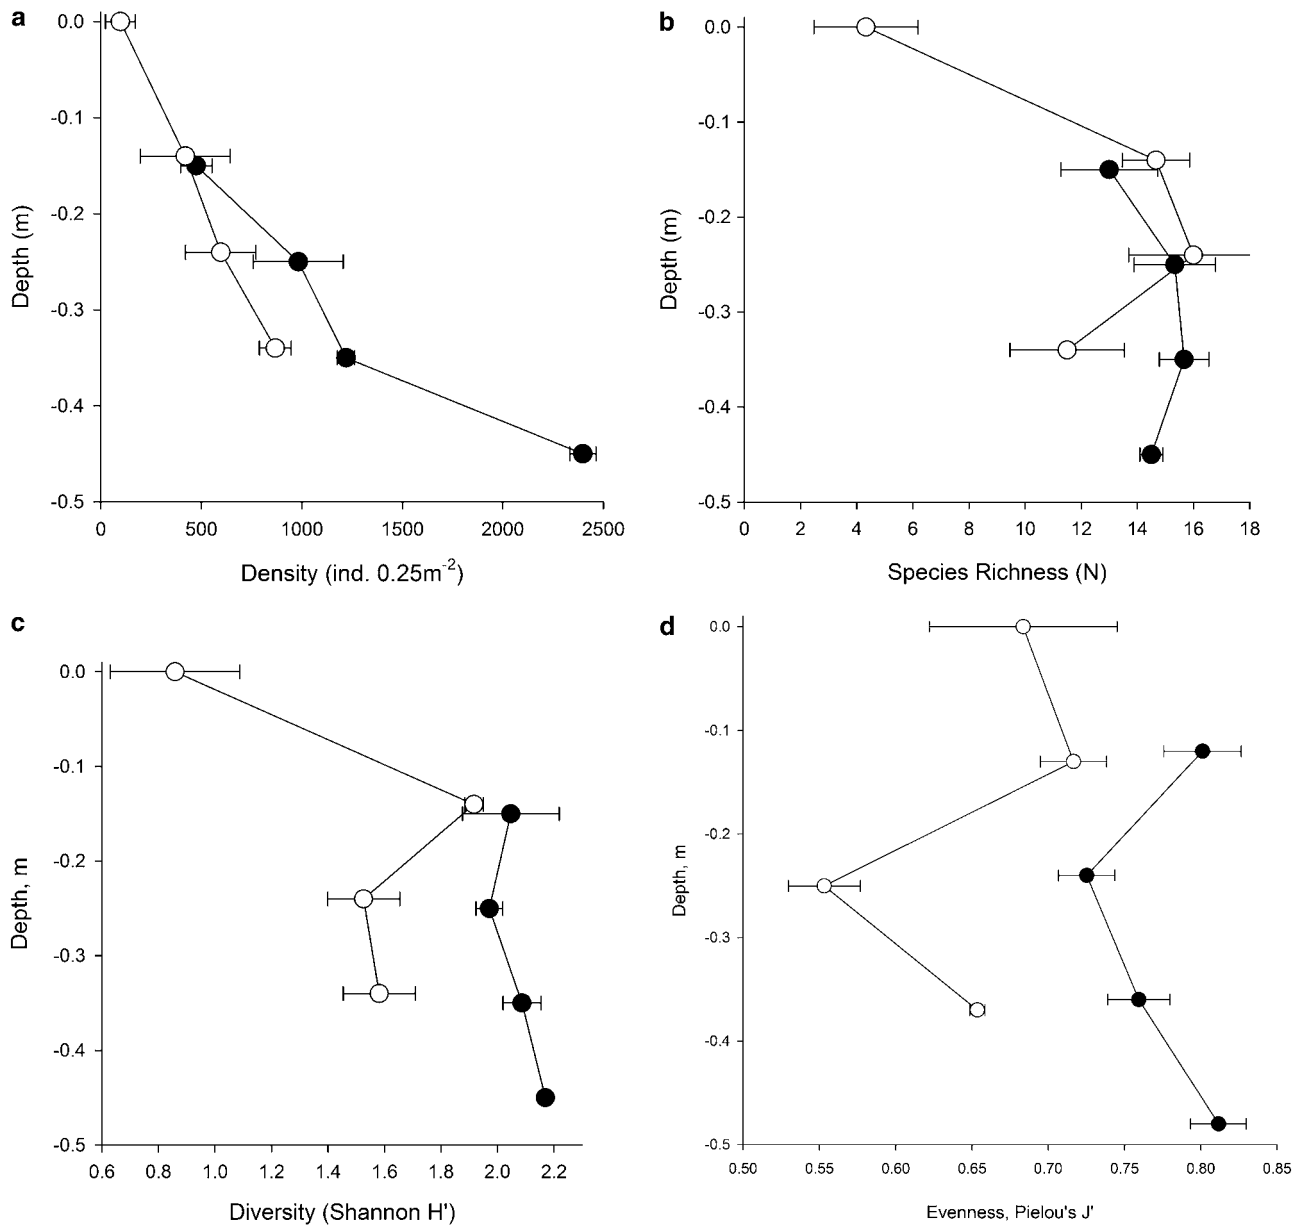 a
0.0
-0.1
-0.2
-0.3
-0.4
-0.5
Depth (m)
0 500 1000 1500 2000 2500
Density (ind. 0.25m⁻²)
b
0.0
-0.1
-0.2
-0.3
-0.4
-0.5
Depth (m)
0 2 4 6 8 10 12 14 16 18
Species Richness (N)
c
0.0
-0.1
-0.2
-0.3
-0.4
-0.5
Depth, m
0.6 0.8 1.0 1.2 1.4 1.6 1.8 2.0 2.2
Diversity (Shannon H')
d
0.0
-0.1
-0.2
-0.3
-0.4
-0.5
Depth, m
0.50 0.55 0.60 0.65 0.70 0.75 0.80 0.85
Evenness, Pielou's J'